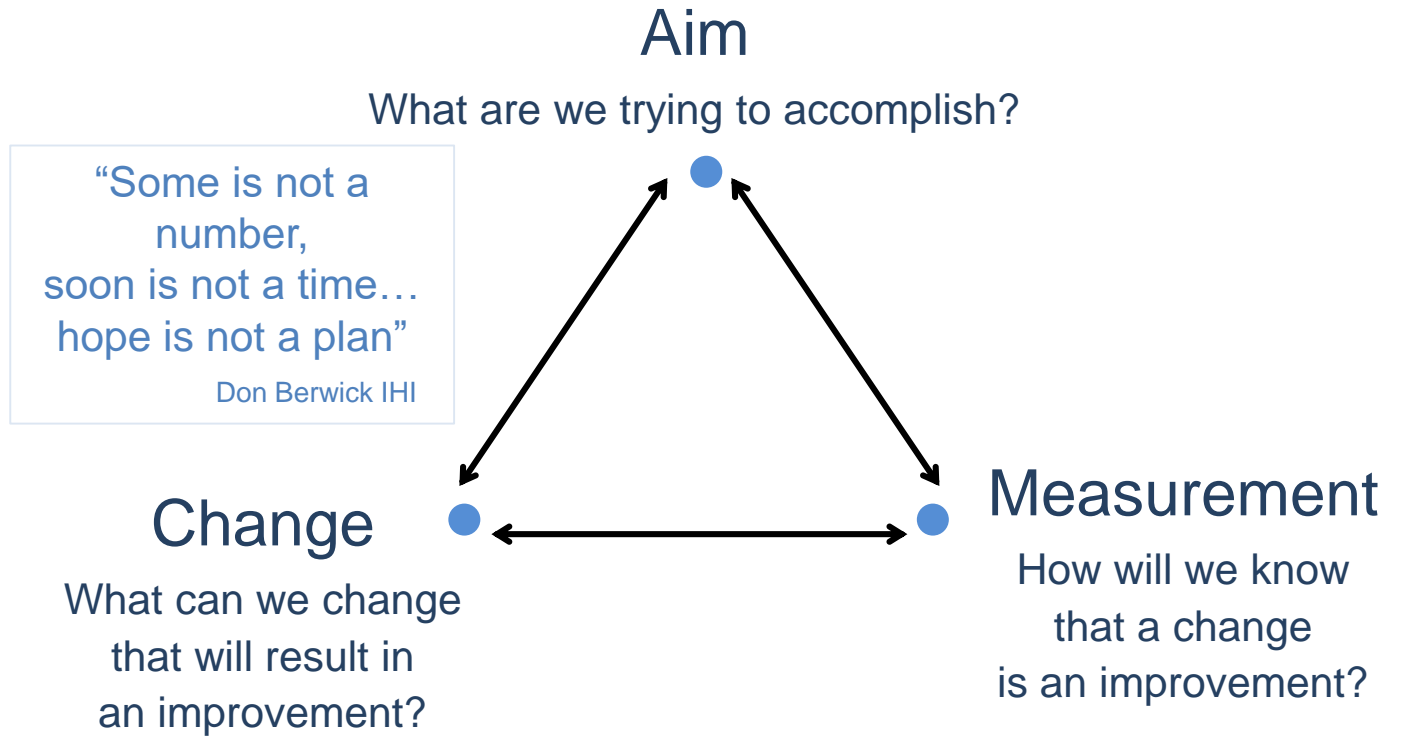 Aim
What are we trying to accomplish?
“Some is not a
number,
soon is not a time…
hope is not a plan”
Don Berwick IHI
Change
What can we change
that will result in
an improvement?
Measurement
How will we know
that a change
is an improvement?